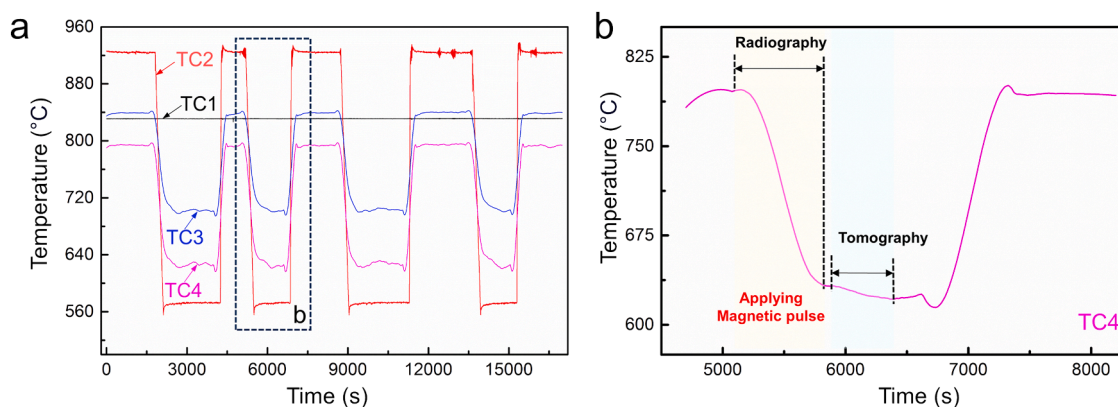 a
960
880
800
720
640
560
Temperature (°C)
TC2
TC1
TC3
TC4
b
0
3000
6000
9000
12000
15000
Time (s)
b
825
750
675
600
Temperature (°C)
Radiography
Tomography
Applying
Magnetic pulse
TC4
5000
6000
7000
8000
Time (s)